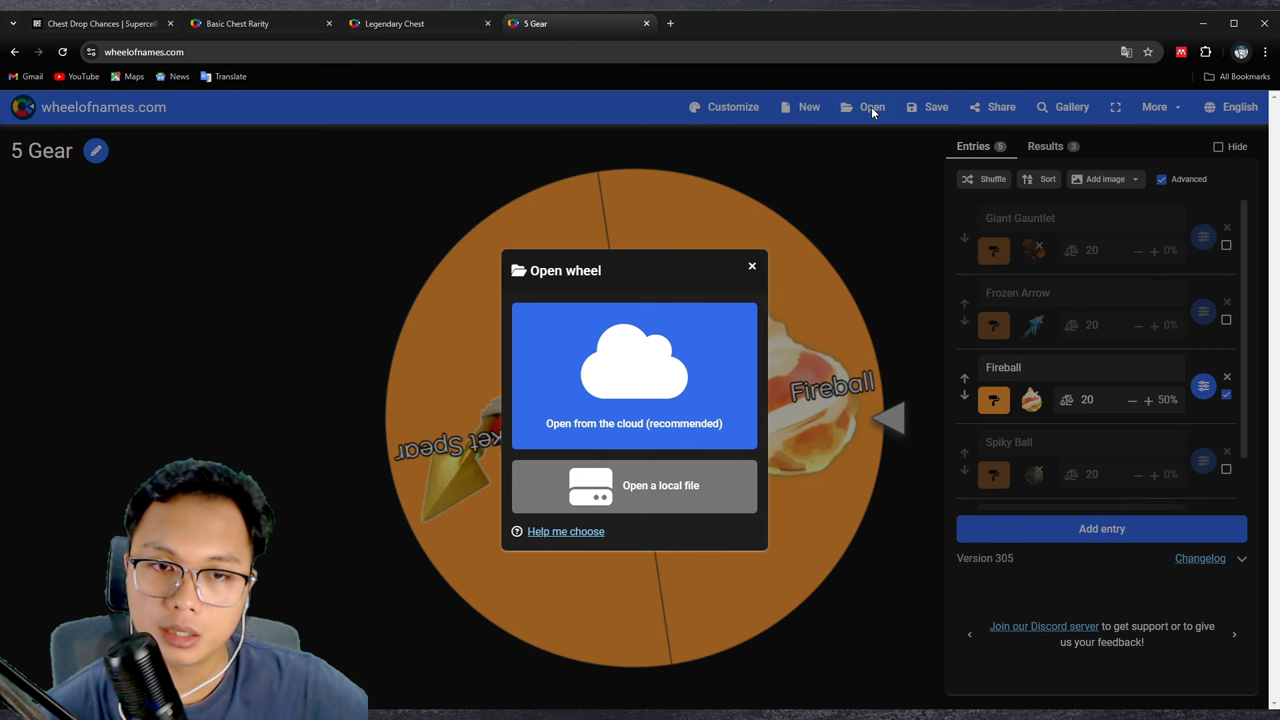 Chest Drop Chances | Supercell
Basic Chest Rarity
Legendary Chest
5 Gear
wheelofnames.com
Gmail
YouTube
Maps
News
Translate
All Bookmarks
wheelofnames.com
Customize
New
Open
Save
Share
Gallery
More
English
5 Gear
Entries 5
Results 3
Hide
Shuffle
Sort
Add image
Advanced
Giant Gauntlet
20
0%
Frozen Arrow
20
0%
Fireball
20
50%
Spiky Ball
20
0%
Add entry
Version 305
Changelog
Join our Discord server to get support or to give
us your feedback!
Open wheel
Open from the cloud (recommended)
Open a local file
Help me choose
Fireball
Spear